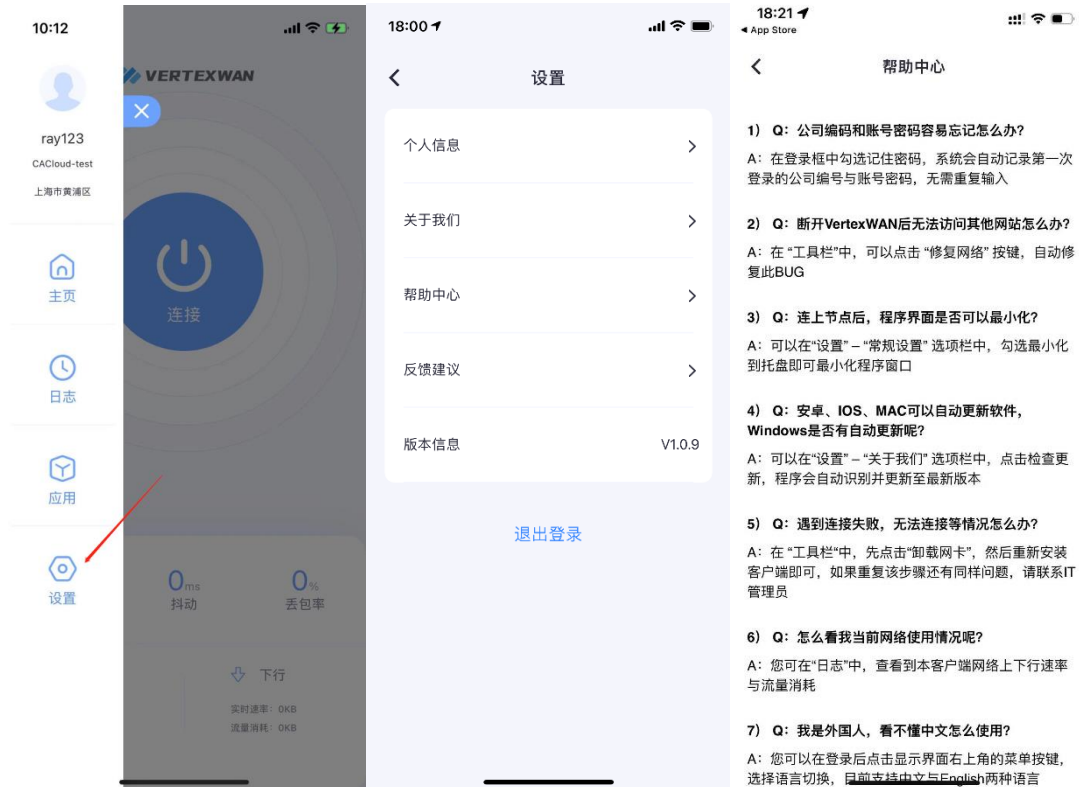 10:12
VERTEXWAN
ray123
CACloud-test
上海市黄浦区
主页
连接
日志
应用
设置
0ms
抖动
0%
丢包率
下行
实时速率：0KB
流量消耗：0KB
18:00
设置
个人信息
关于我们
帮助中心
反馈建议
版本信息 V1.0.9
退出登录
18:21
App Store
帮助中心
1） Q：公司编码和账号密码容易忘记怎么办?
A：在登录框中勾选记住密码，系统会自动记录第一次
登录的公司编号与账号密码，无需重复输入
2） Q：断开VertexWAN后无法访问其他网站怎么办?
A：在 “工具栏”中，可以点击 “修复网络” 按键，自动修
复此BUG
3） Q：连上节点后，程序界面是否可以最小化?
A：可以在“设置” – “常规设置” 选项栏中，勾选最小化
到托盘即可最小化程序窗口
4） Q：安卓、IOS、MAC可以自动更新软件，
Windows是否有自动更新呢?
A：可以在“设置” – “关于我们” 选项栏中，点击检查更
新，程序会自动识别并更新至最新版本
5） Q：遇到连接失败，无法连接等情况怎么办?
A：在 “工具栏“中，先点击“卸载网卡”，然后重新安装
客户端即可，如果重复该步骤还有同样问题，请联系IT
管理员
6） Q：怎么看我当前网络使用情况呢?
A：您可在“日志”中，查看到本客户端网络上下行速率
与流量消耗
7） Q：我是外国人，看不懂中文怎么使用?
A：您可以在登录后点击显示界面右上角的菜单按键，
选择语言切换，目前支持中文与English两种语言